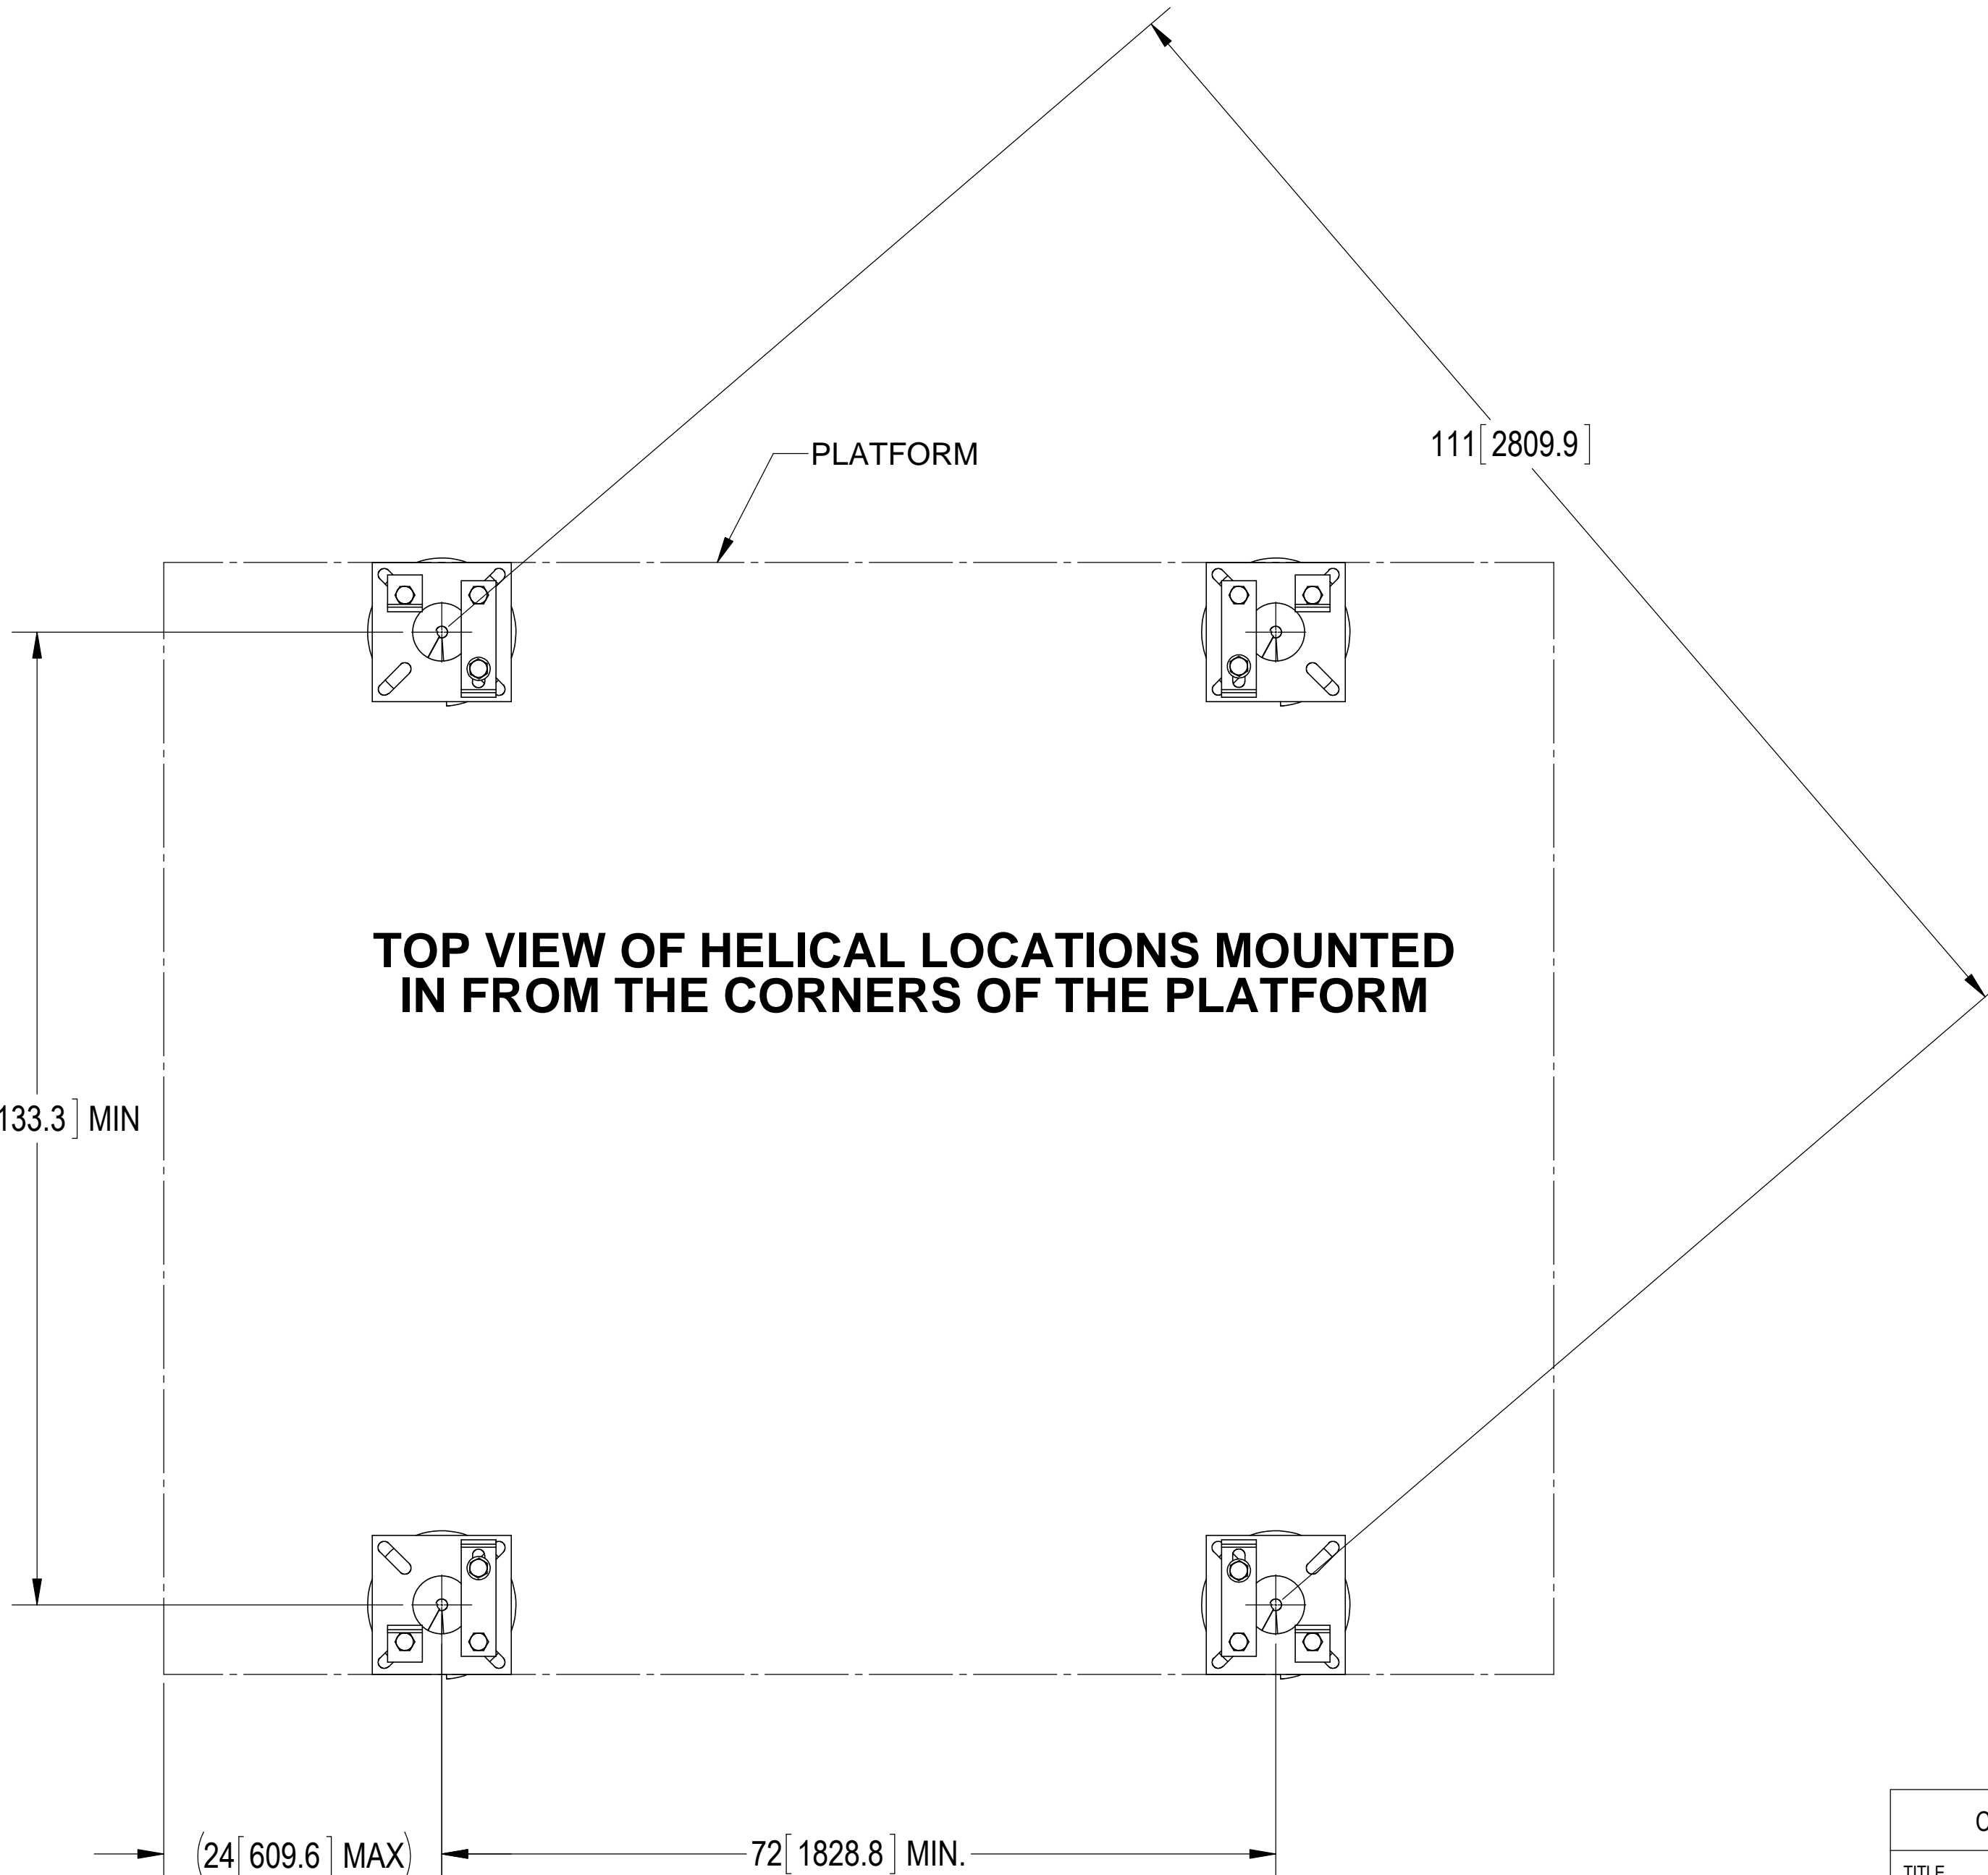 111[2809.9]
PLATFORM
TOP VIEW OF HELICAL LOCATIONS MOUNTED
IN FROM THE CORNERS OF THE PLATFORM
133.3] MIN
(24[609.6] MAX)
72[1828.8] MIN.
TITLE